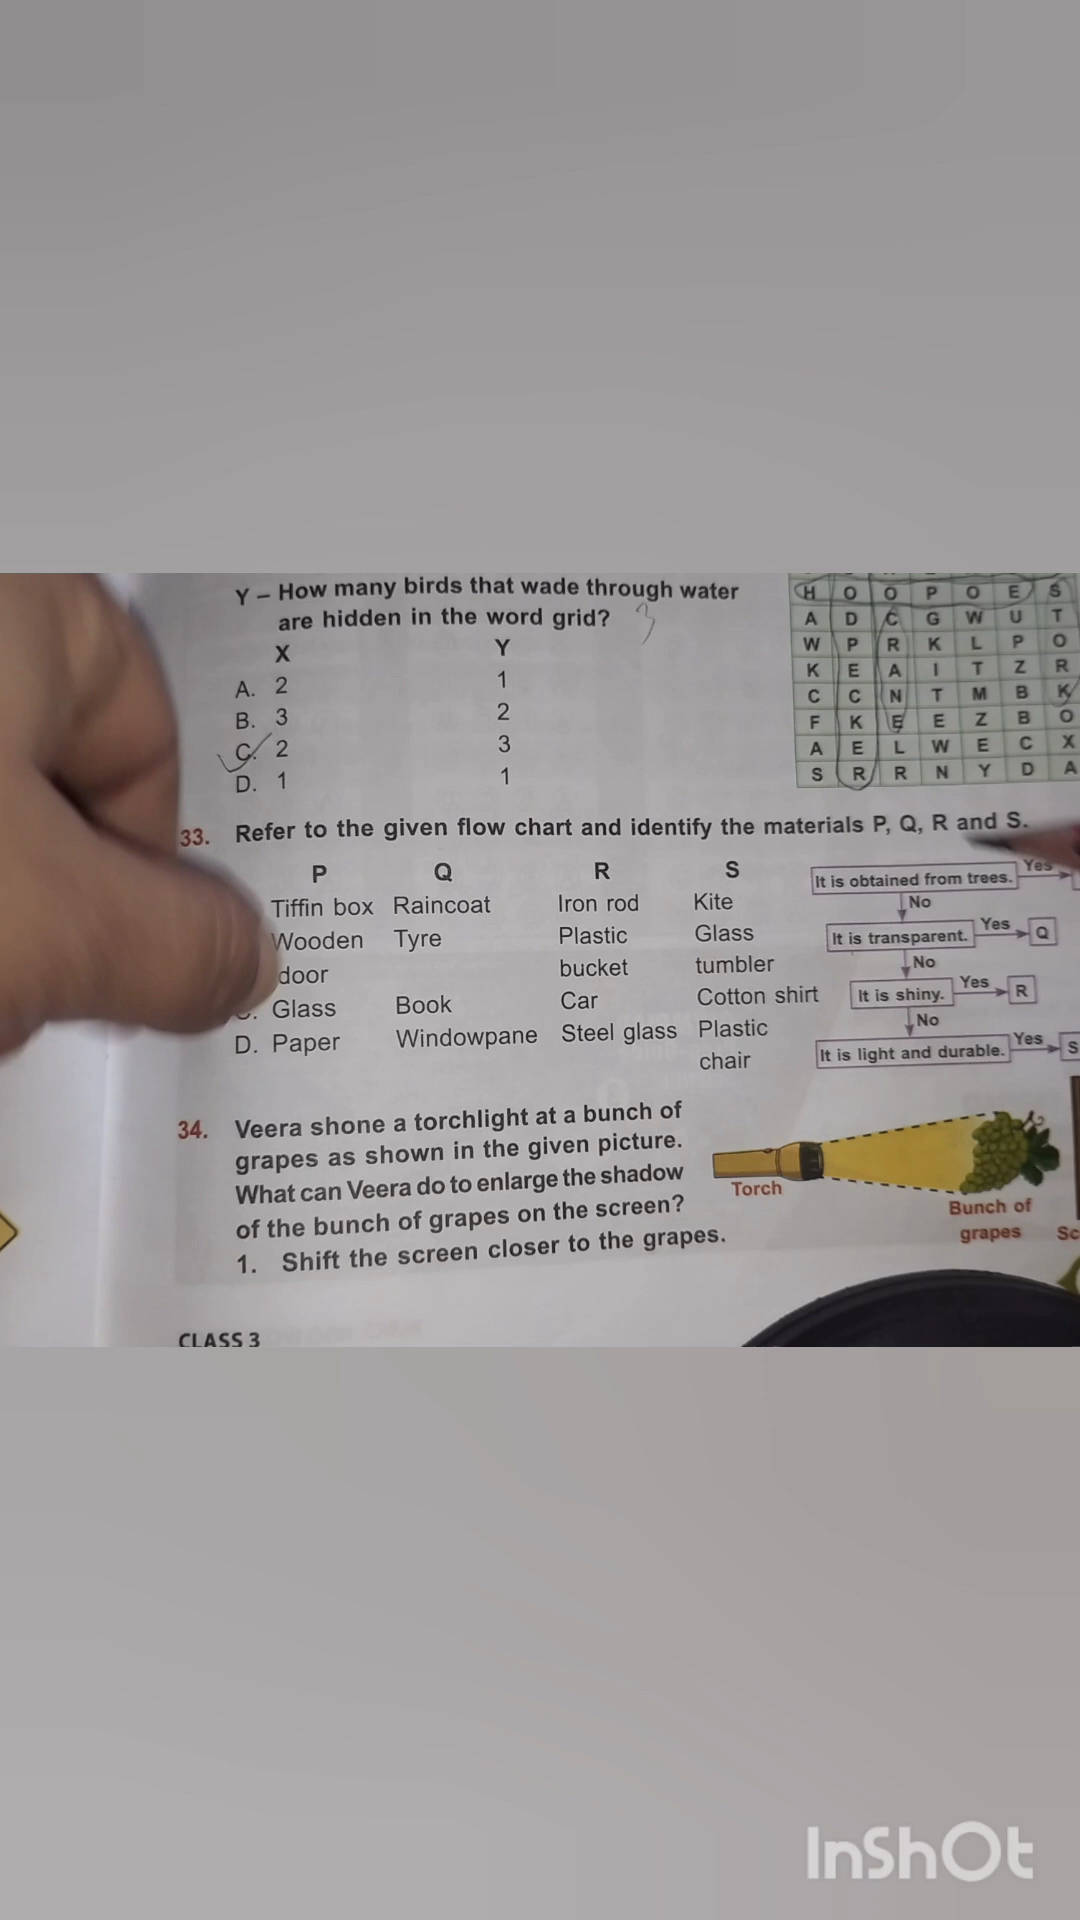 Y – How many birds that wade through water
are hidden in the word grid? 3
X Y
A. 2 1
B. 3 2
C. 2 3
D. 1 1
H O O P O E S
A D C G W U T
W P R K L P O
K E A I T Z R
C C N T M B K
F K E E Z B O
A E L W E C X
S R R N Y D A
33. Refer to the given flow chart and identify the materials P, Q, R and S.
P Q R S
Tiffin box Raincoat Iron rod Kite
Wooden Tyre Plastic Glass
door bucket tumbler
C. Glass Book Car Cotton shirt
D. Paper Windowpane Steel glass Plastic
chair
It is obtained from trees. Yes
No
It is transparent. Yes Q
No
It is shiny. Yes R
No
It is light and durable. Yes S
34. Veera shone a torchlight at a bunch of
grapes as shown in the given picture.
What can Veera do to enlarge the shadow
of the bunch of grapes on the screen?
1. Shift the screen closer to the grapes.
Torch
Bunch of
grapes Sc
CLASS 3
InShOt